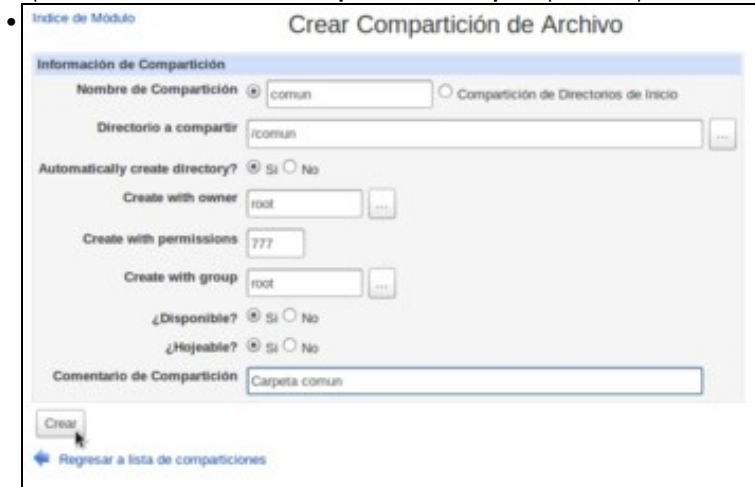 Indice de Módulo
Crear Compartición de Archivo
Información de Compartición
Nombre de Compartición comun Compartición de Directorios de Inicio
Directorio a compartir /comun ...
Automatically create directory? Si No
Create with owner root ...
Create with permissions 777
Create with group root ...
¿Disponible? Si No
¿Hojeable? Si No
Comentario de Compartición Carpeta comun
Crear
Regresar a lista de comparticiones